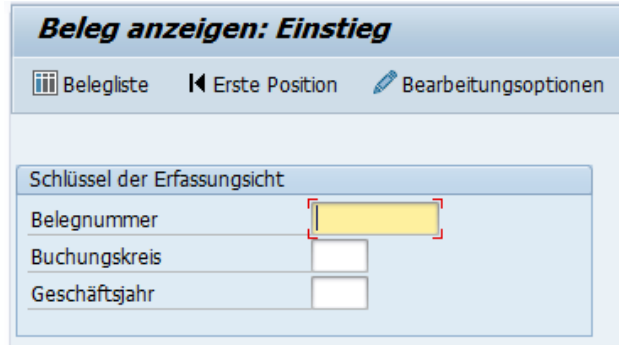 Beleg anzeigen: Einstieg
Belegliste Erste Position Bearbeitungsoptionen
Schlüssel der Erfassungsicht
Belegnummer
Buchungskreis
Geschäftsjahr